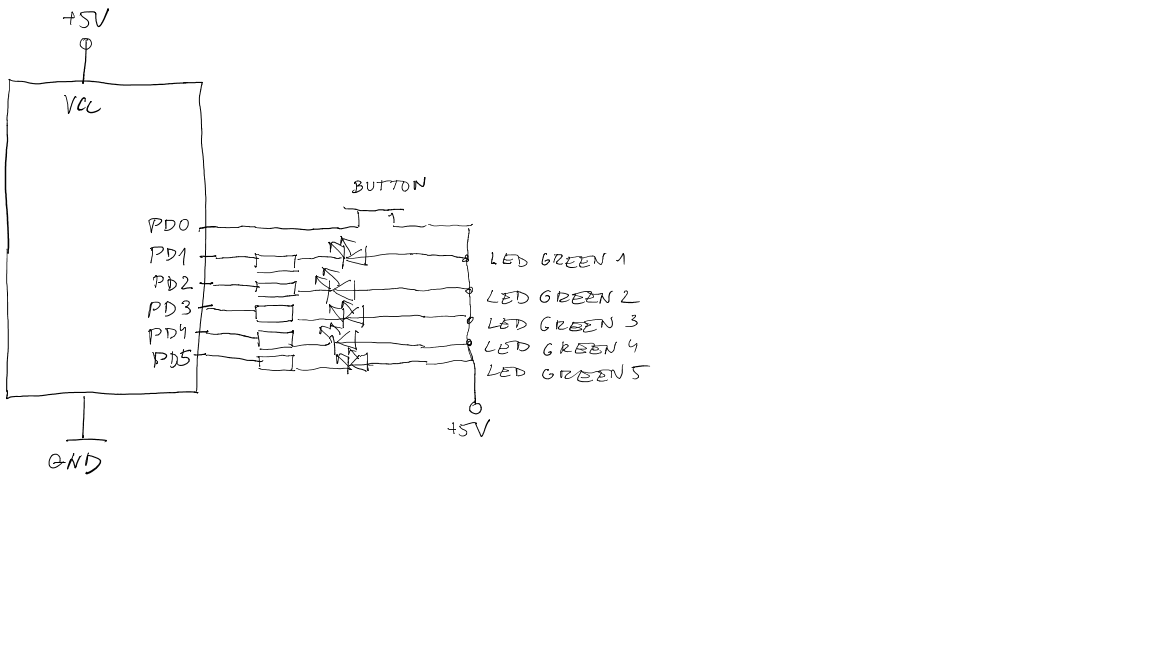 +5V
VCC
BUTTON
PD0
PD1
LED GREEN 1
PD2
LED GREEN 2
PD3
LED GREEN 3
PD4
LED GREEN 4
PD5
LED GREEN 5
+5V
GND